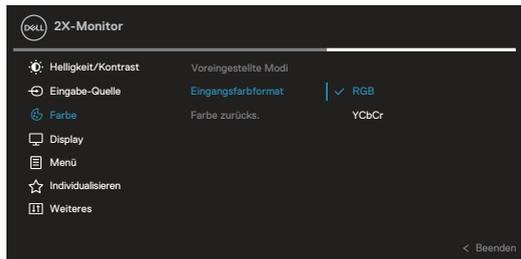 DELL 2X-Monitor
Helligkeit/Kontrast Voreingestellte Modi
Eingabe-Quelle Eingangsfarbformat RGB
Farbe Farbe zurücks. YCbCr
Display
Menü
Individualisieren
Weiteres
< Beenden